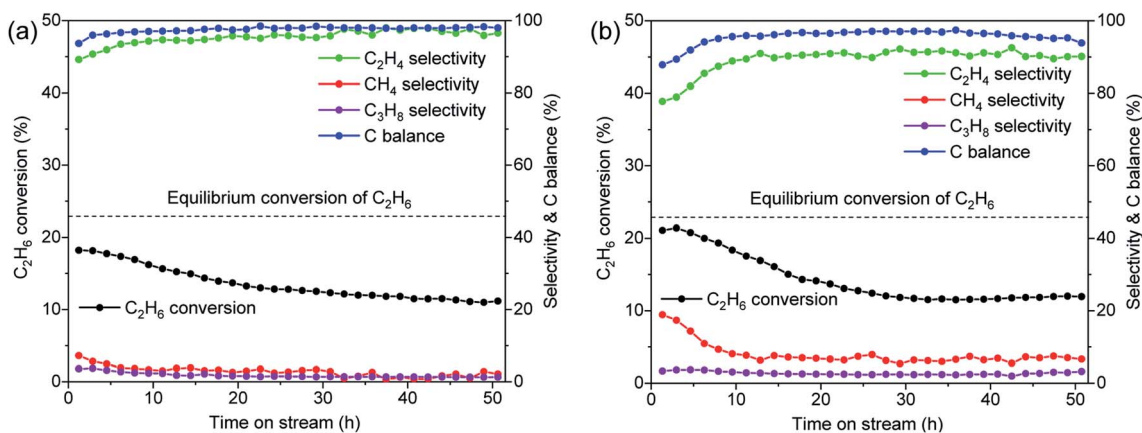 (a)
50
40
30
20
10
0
C₂H₆ conversion (%)
C₂H₄ selectivity
CH₄ selectivity
C₃H₈ selectivity
C balance
Equilibrium conversion of C₂H₆
C₂H₆ conversion
100
80
60
40
20
0
Selectivity & C balance (%)
0 10 20 30 40 50
Time on stream (h)
(b)
50
40
30
20
10
0
C₂H₆ conversion (%)
C₂H₄ selectivity
CH₄ selectivity
C₃H₈ selectivity
C balance
Equilibrium conversion of C₂H₆
C₂H₆ conversion
100
80
60
40
20
0
Selectivity & C balance (%)
0 10 20 30 40 50
Time on stream (h)